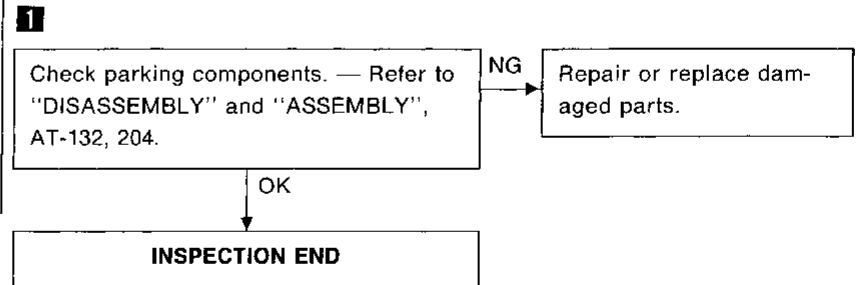 1
Check parking components. — Refer to
"DISASSEMBLY" and "ASSEMBLY",
AT-132, 204.
NG
Repair or replace dam-
aged parts.
OK
INSPECTION END